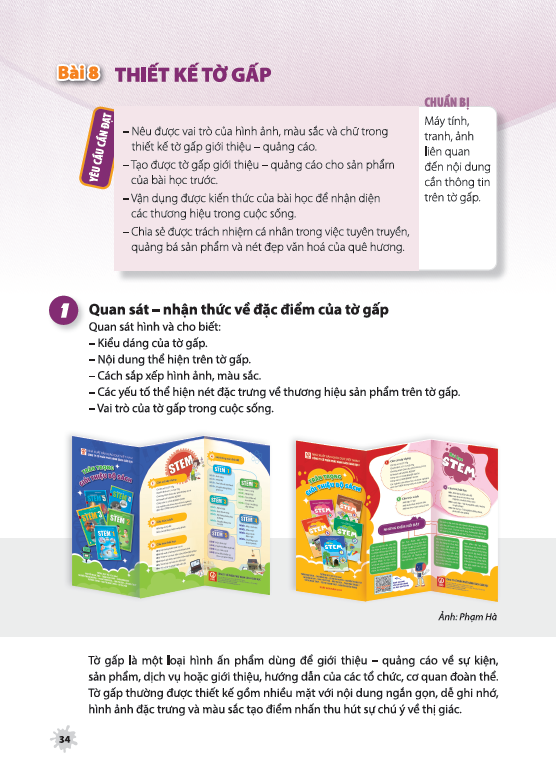 Bài 8 THIẾT KẾ TỜ GẤP
YÊU CẦU CẦN ĐẠT
– Nêu được vai trò của hình ảnh, màu sắc và chữ trong
thiết kế tờ gấp giới thiệu – quảng cáo.
– Tạo được tờ gấp giới thiệu – quảng cáo cho sản phẩm
của bài học trước.
– Vận dụng được kiến thức của bài học để nhận diện
các thương hiệu trong cuộc sống.
– Chia sẻ được trách nhiệm cá nhân trong việc tuyên truyền,
quảng bá sản phẩm và nét đẹp văn hoá của quê hương.
CHUẨN BỊ
Máy tính,
tranh, ảnh
liên quan
đến nội dung
cần thông tin
trên tờ gấp.
1 Quan sát – nhận thức về đặc điểm của tờ gấp
Quan sát hình và cho biết:
– Kiểu dáng của tờ gấp.
– Nội dung thể hiện trên tờ gấp.
– Cách sắp xếp hình ảnh, màu sắc.
– Các yếu tố thể hiện nét đặc trưng về thương hiệu sản phẩm trên tờ gấp.
– Vai trò của tờ gấp trong cuộc sống.
TRÂN TRỌNG
GIỚI THIỆU BỘ SÁCH
STEM
TRÂN TRỌNG
GIỚI THIỆU BỘ SÁCH
STEM
Ảnh: Phạm Hà
Tờ gấp là một loại hình ấn phẩm dùng để giới thiệu – quảng cáo về sự kiện,
sản phẩm, dịch vụ hoặc giới thiệu, hướng dẫn của các tổ chức, cơ quan đoàn thể.
Tờ gấp thường được thiết kế gồm nhiều mặt với nội dung ngắn gọn, dễ ghi nhớ,
hình ảnh đặc trưng và màu sắc tạo điểm nhấn thu hút sự chú ý về thị giác.
34